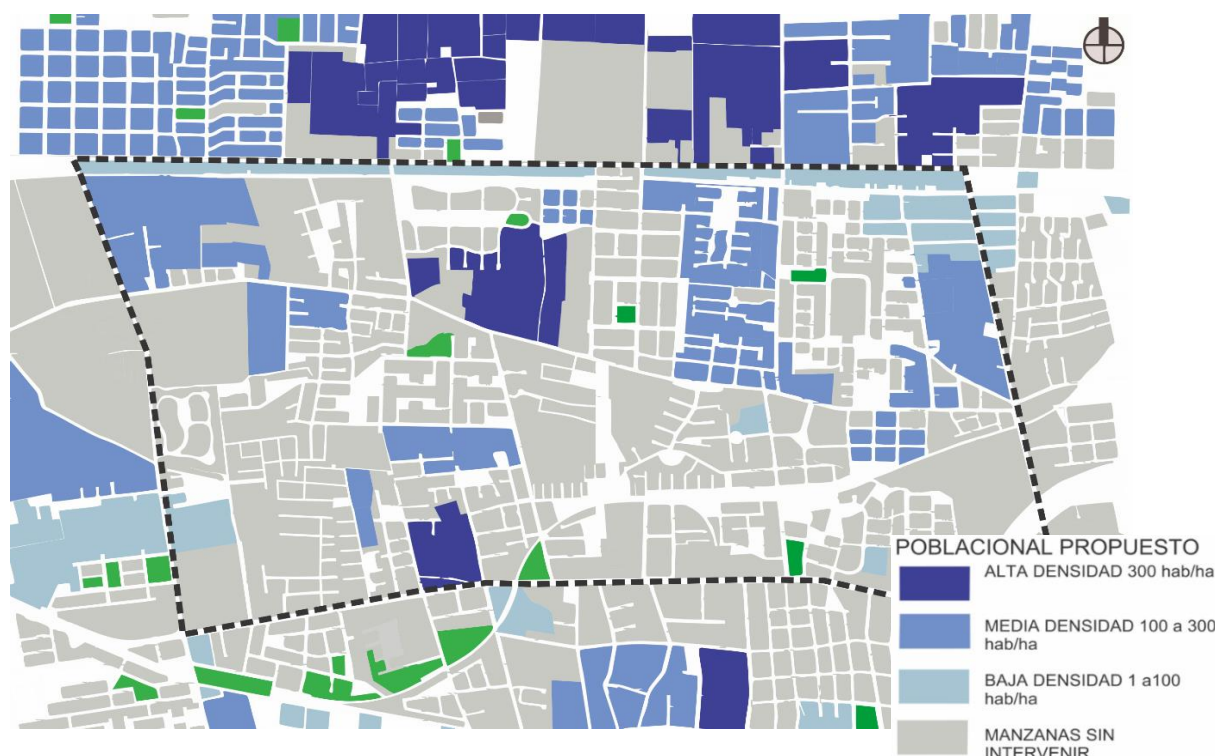 POBLACIONAL PROPUESTO
ALTA DENSIDAD 300 hab/ha
MEDIA DENSIDAD 100 a 300
hab/ha
BAJA DENSIDAD 1 a100
hab/ha
MANZANAS SIN
INTERVENIR